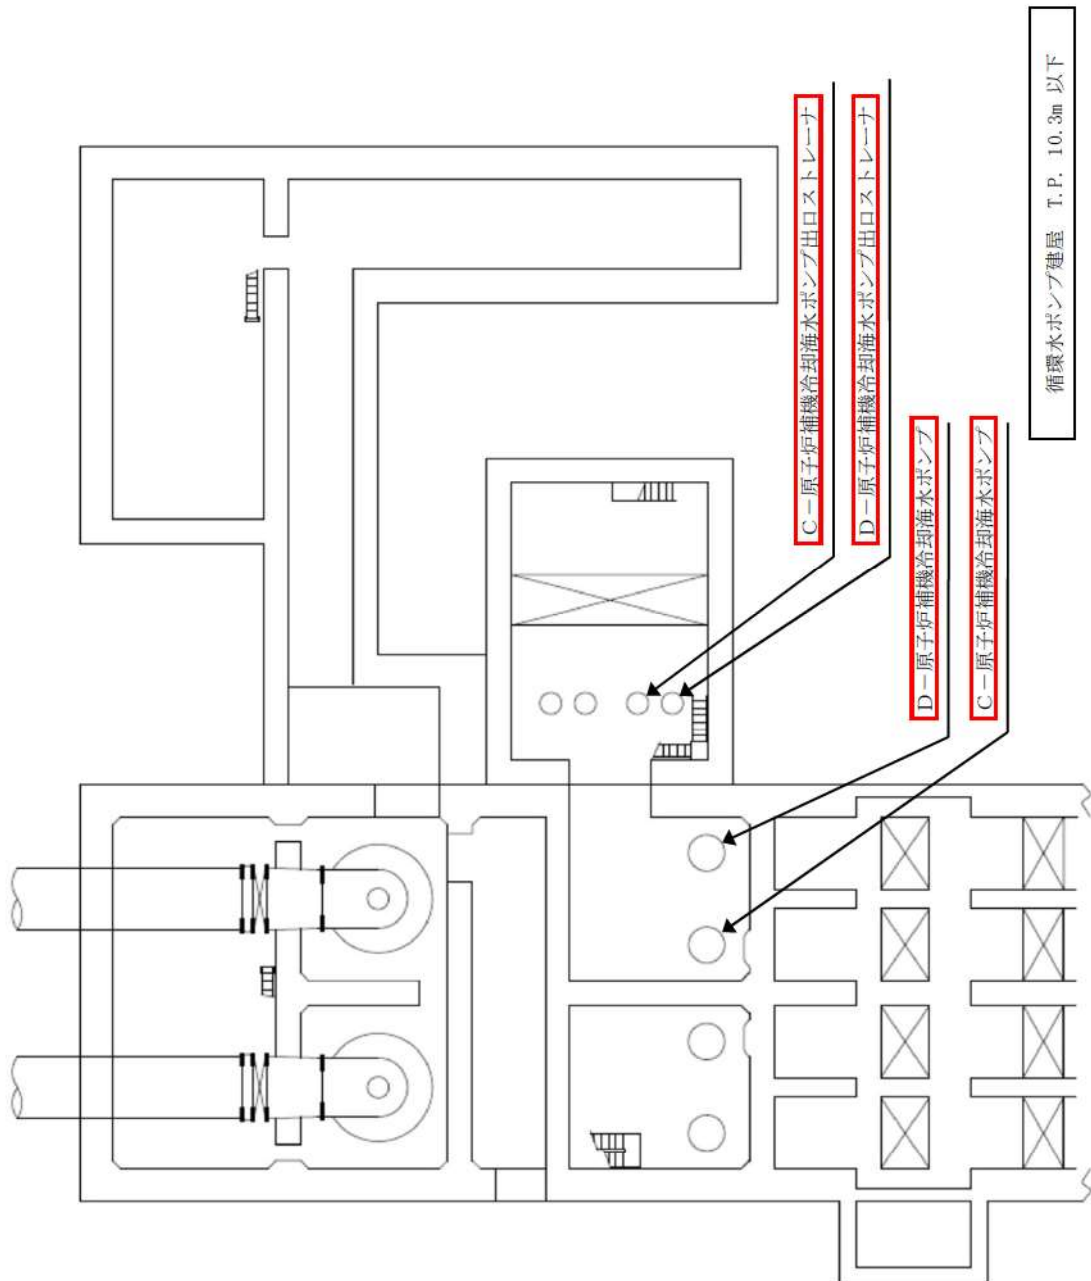 C－原子炉補機冷却海水ポンプ出口ストレーナ
D－原子炉補機冷却海水ポンプ出口ストレーナ
D－原子炉補機冷却海水ポンプ
C－原子炉補機冷却海水ポンプ
循環水ポンプ建屋 T.P. 10.3m 以下